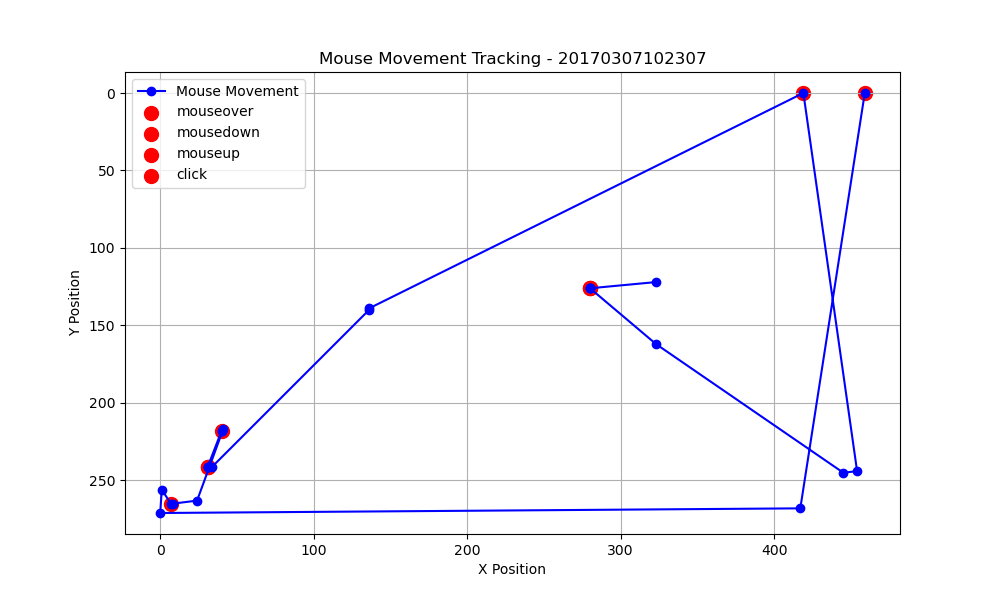 Mouse Movement Tracking - 20170307102307
Mouse Movement
mouseover
mousedown
mouseup
click
0
50
100
150
200
250
Y Position
0 100 200 300 400
X Position